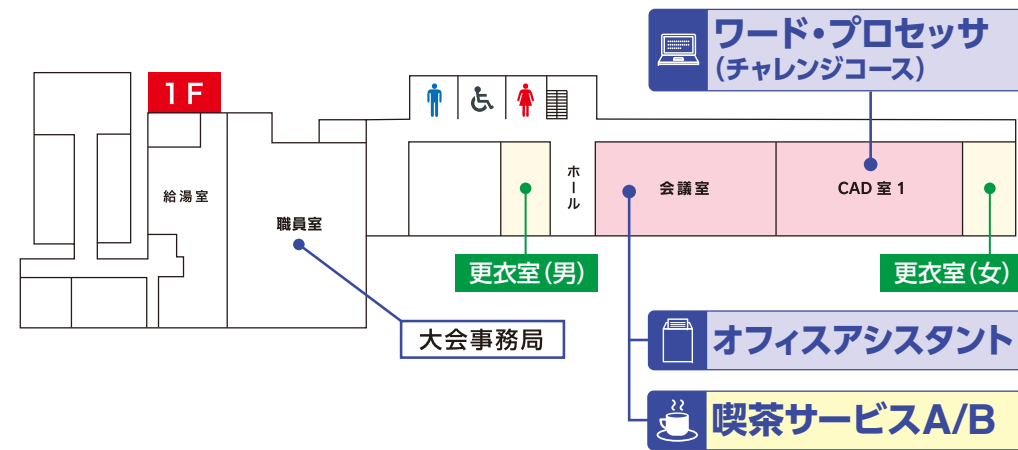 ワード・プロセッサ
(チャレンジコース)
1F
給湯室
職員室
ホール
会議室
CAD室1
更衣室(男)
更衣室(女)
大会事務局
オフィスアシスタント
喫茶サービスA/B